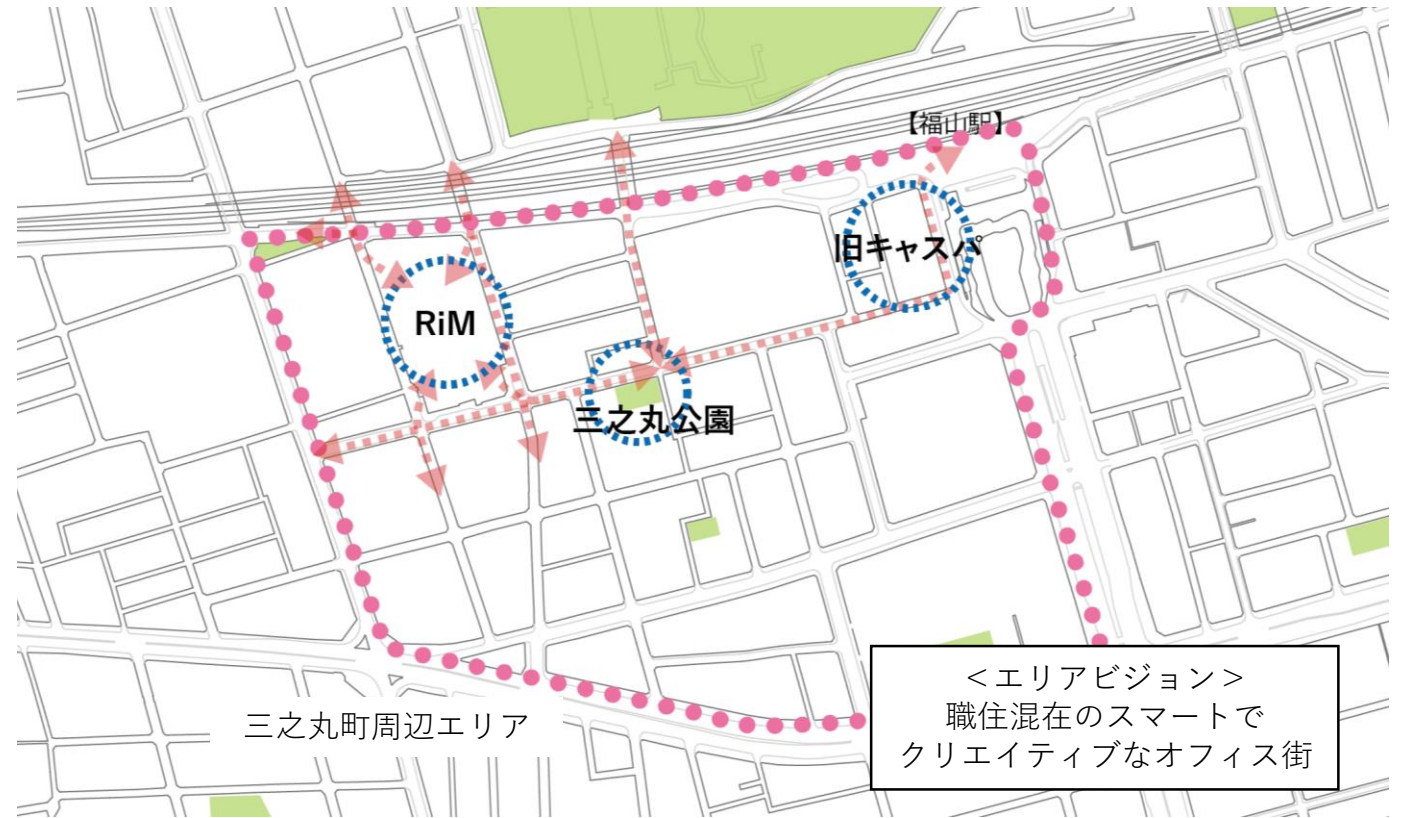 【福山駅】
旧キャスパ
RiM
三之丸公園
三之丸町周辺エリア
＜エリアビジョン＞
職住混在のスマートで
クリエイティブなオフィス街